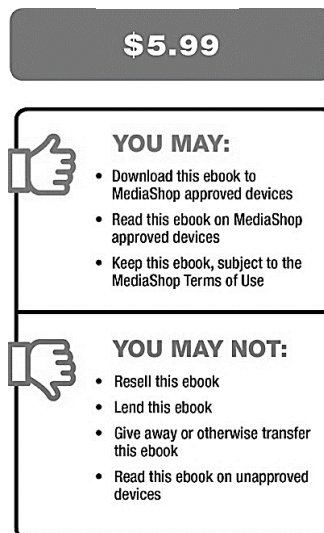 $5.99
YOU MAY:
• Download this ebook to
MediaShop approved devices
• Read this ebook on MediaShop
approved devices
• Keep this ebook, subject to the
MediaShop Terms of Use
YOU MAY NOT:
• Resell this ebook
• Lend this ebook
• Give away or otherwise transfer
this ebook
• Read this ebook on unapproved
devices